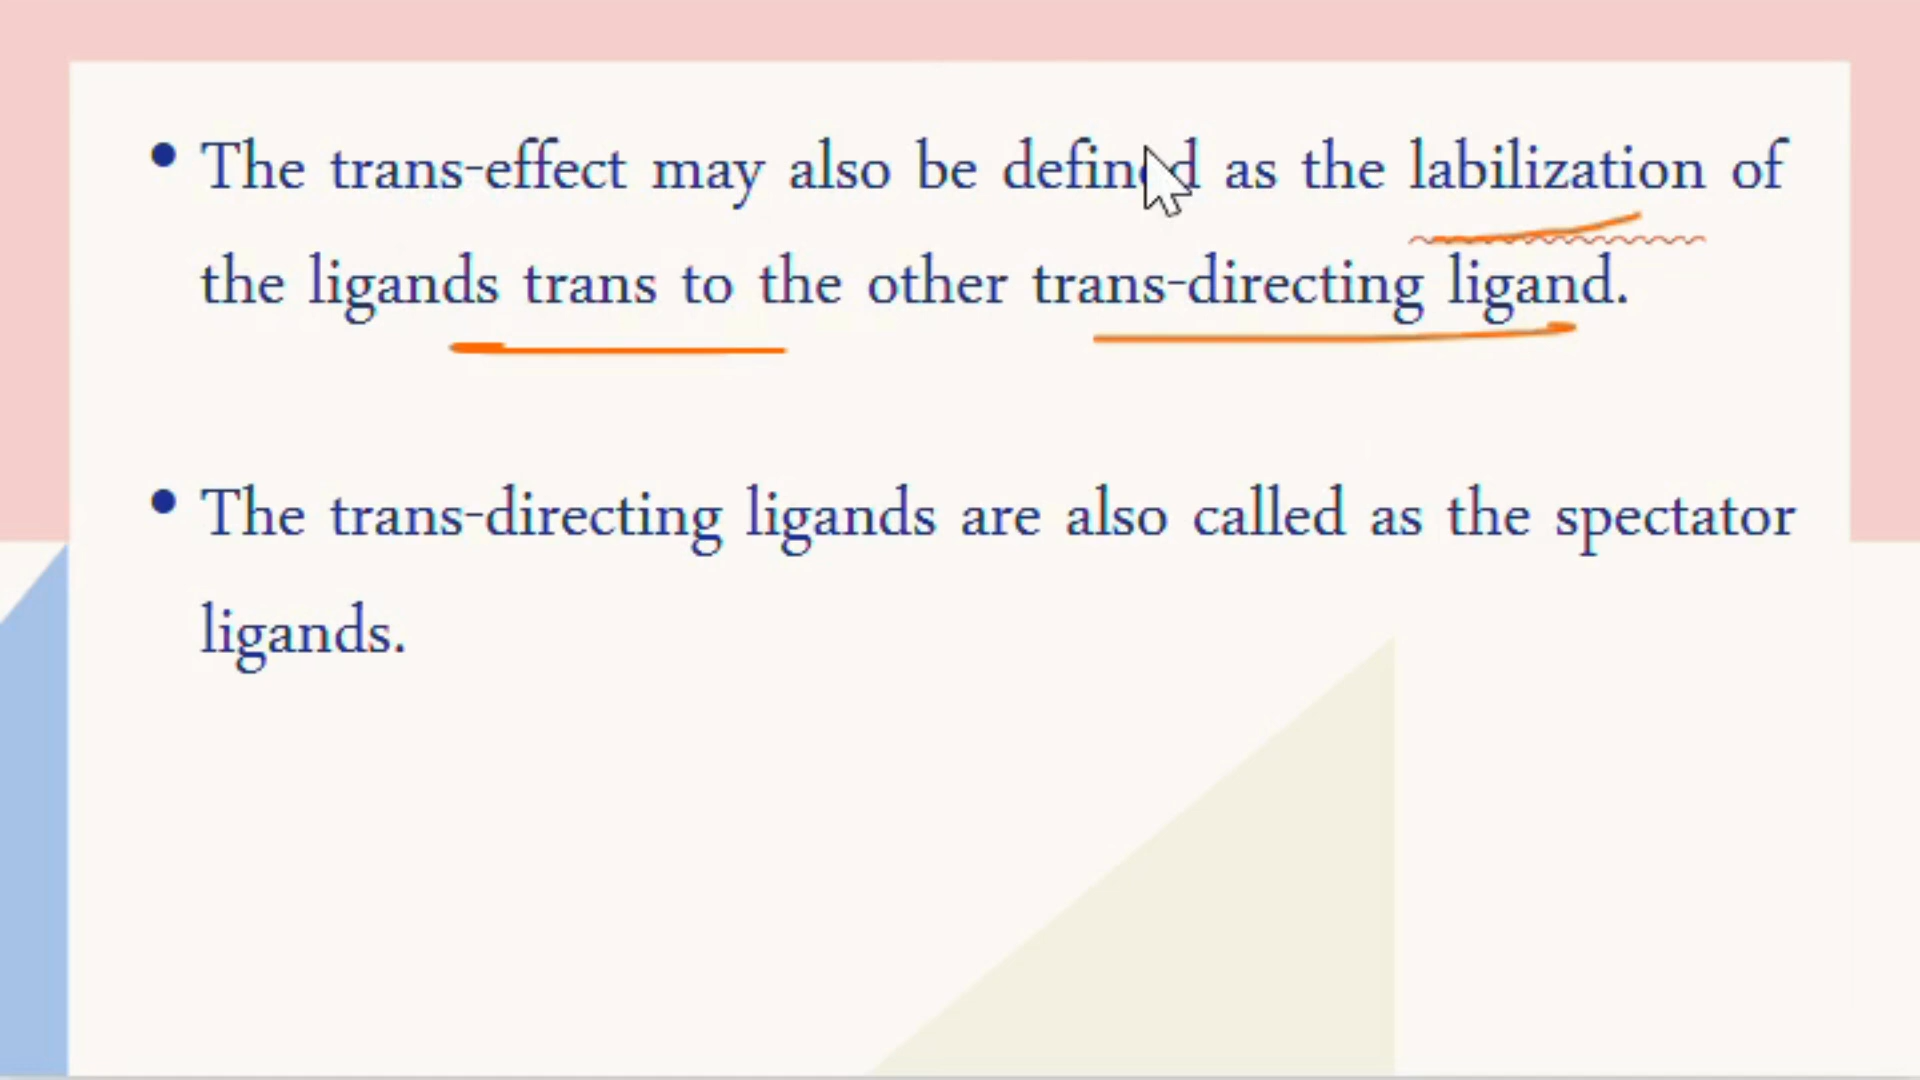 • The trans-effect may also be defined as the labilization of
the ligands trans to the other trans-directing ligand.
• The trans-directing ligands are also called as the spectator
ligands.